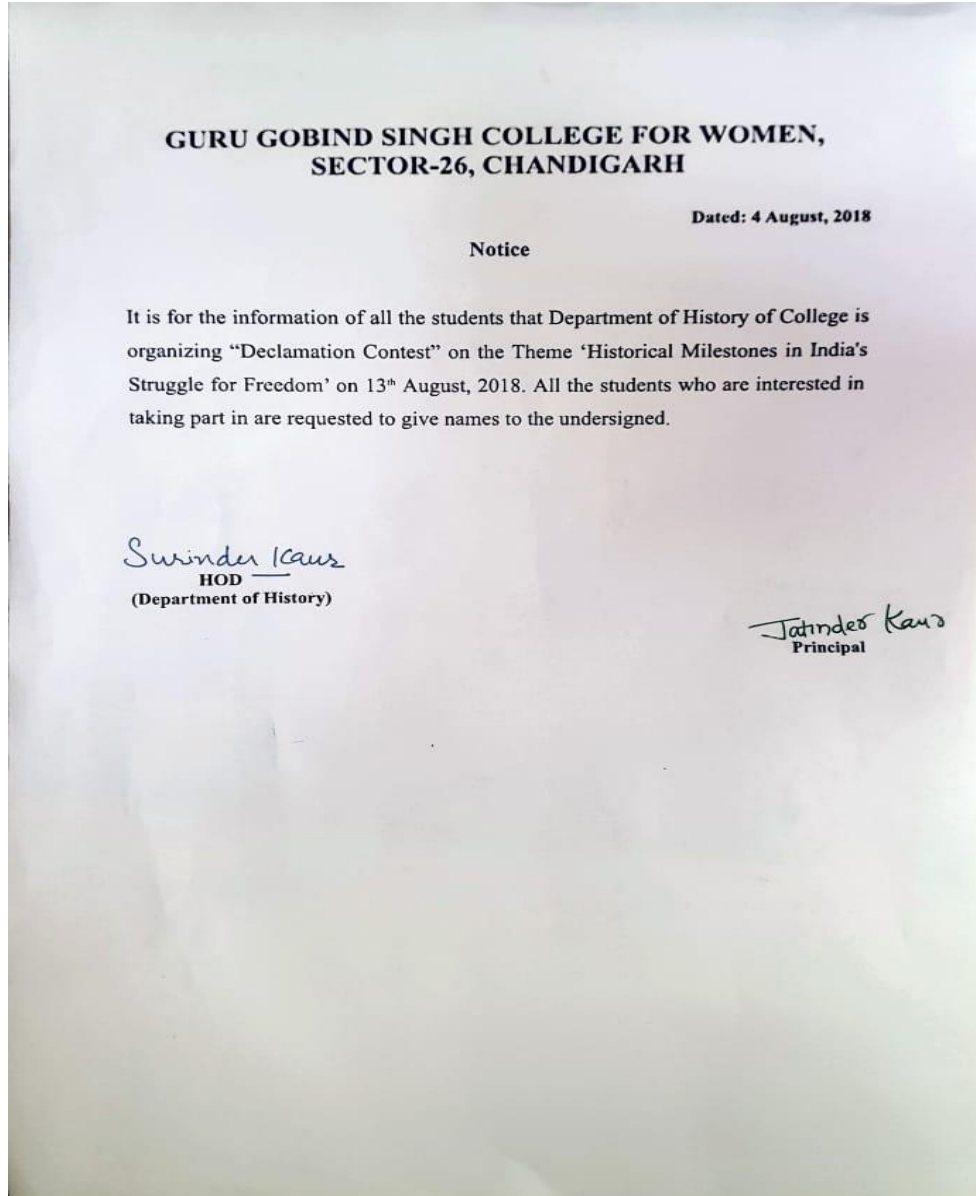 GURU GOBIND SINGH COLLEGE FOR WOMEN,
SECTOR-26, CHANDIGARH
Dated: 4 August, 2018
Notice
It is for the information of all the students that Department of History of College is
organizing “Declamation Contest” on the Theme ‘Historical Milestones in India's
Struggle for Freedom’ on 13th August, 2018. All the students who are interested in
taking part in are requested to give names to the undersigned.
Surinder Kaur
HOD
(Department of History)
Jatinder Kaur
Principal